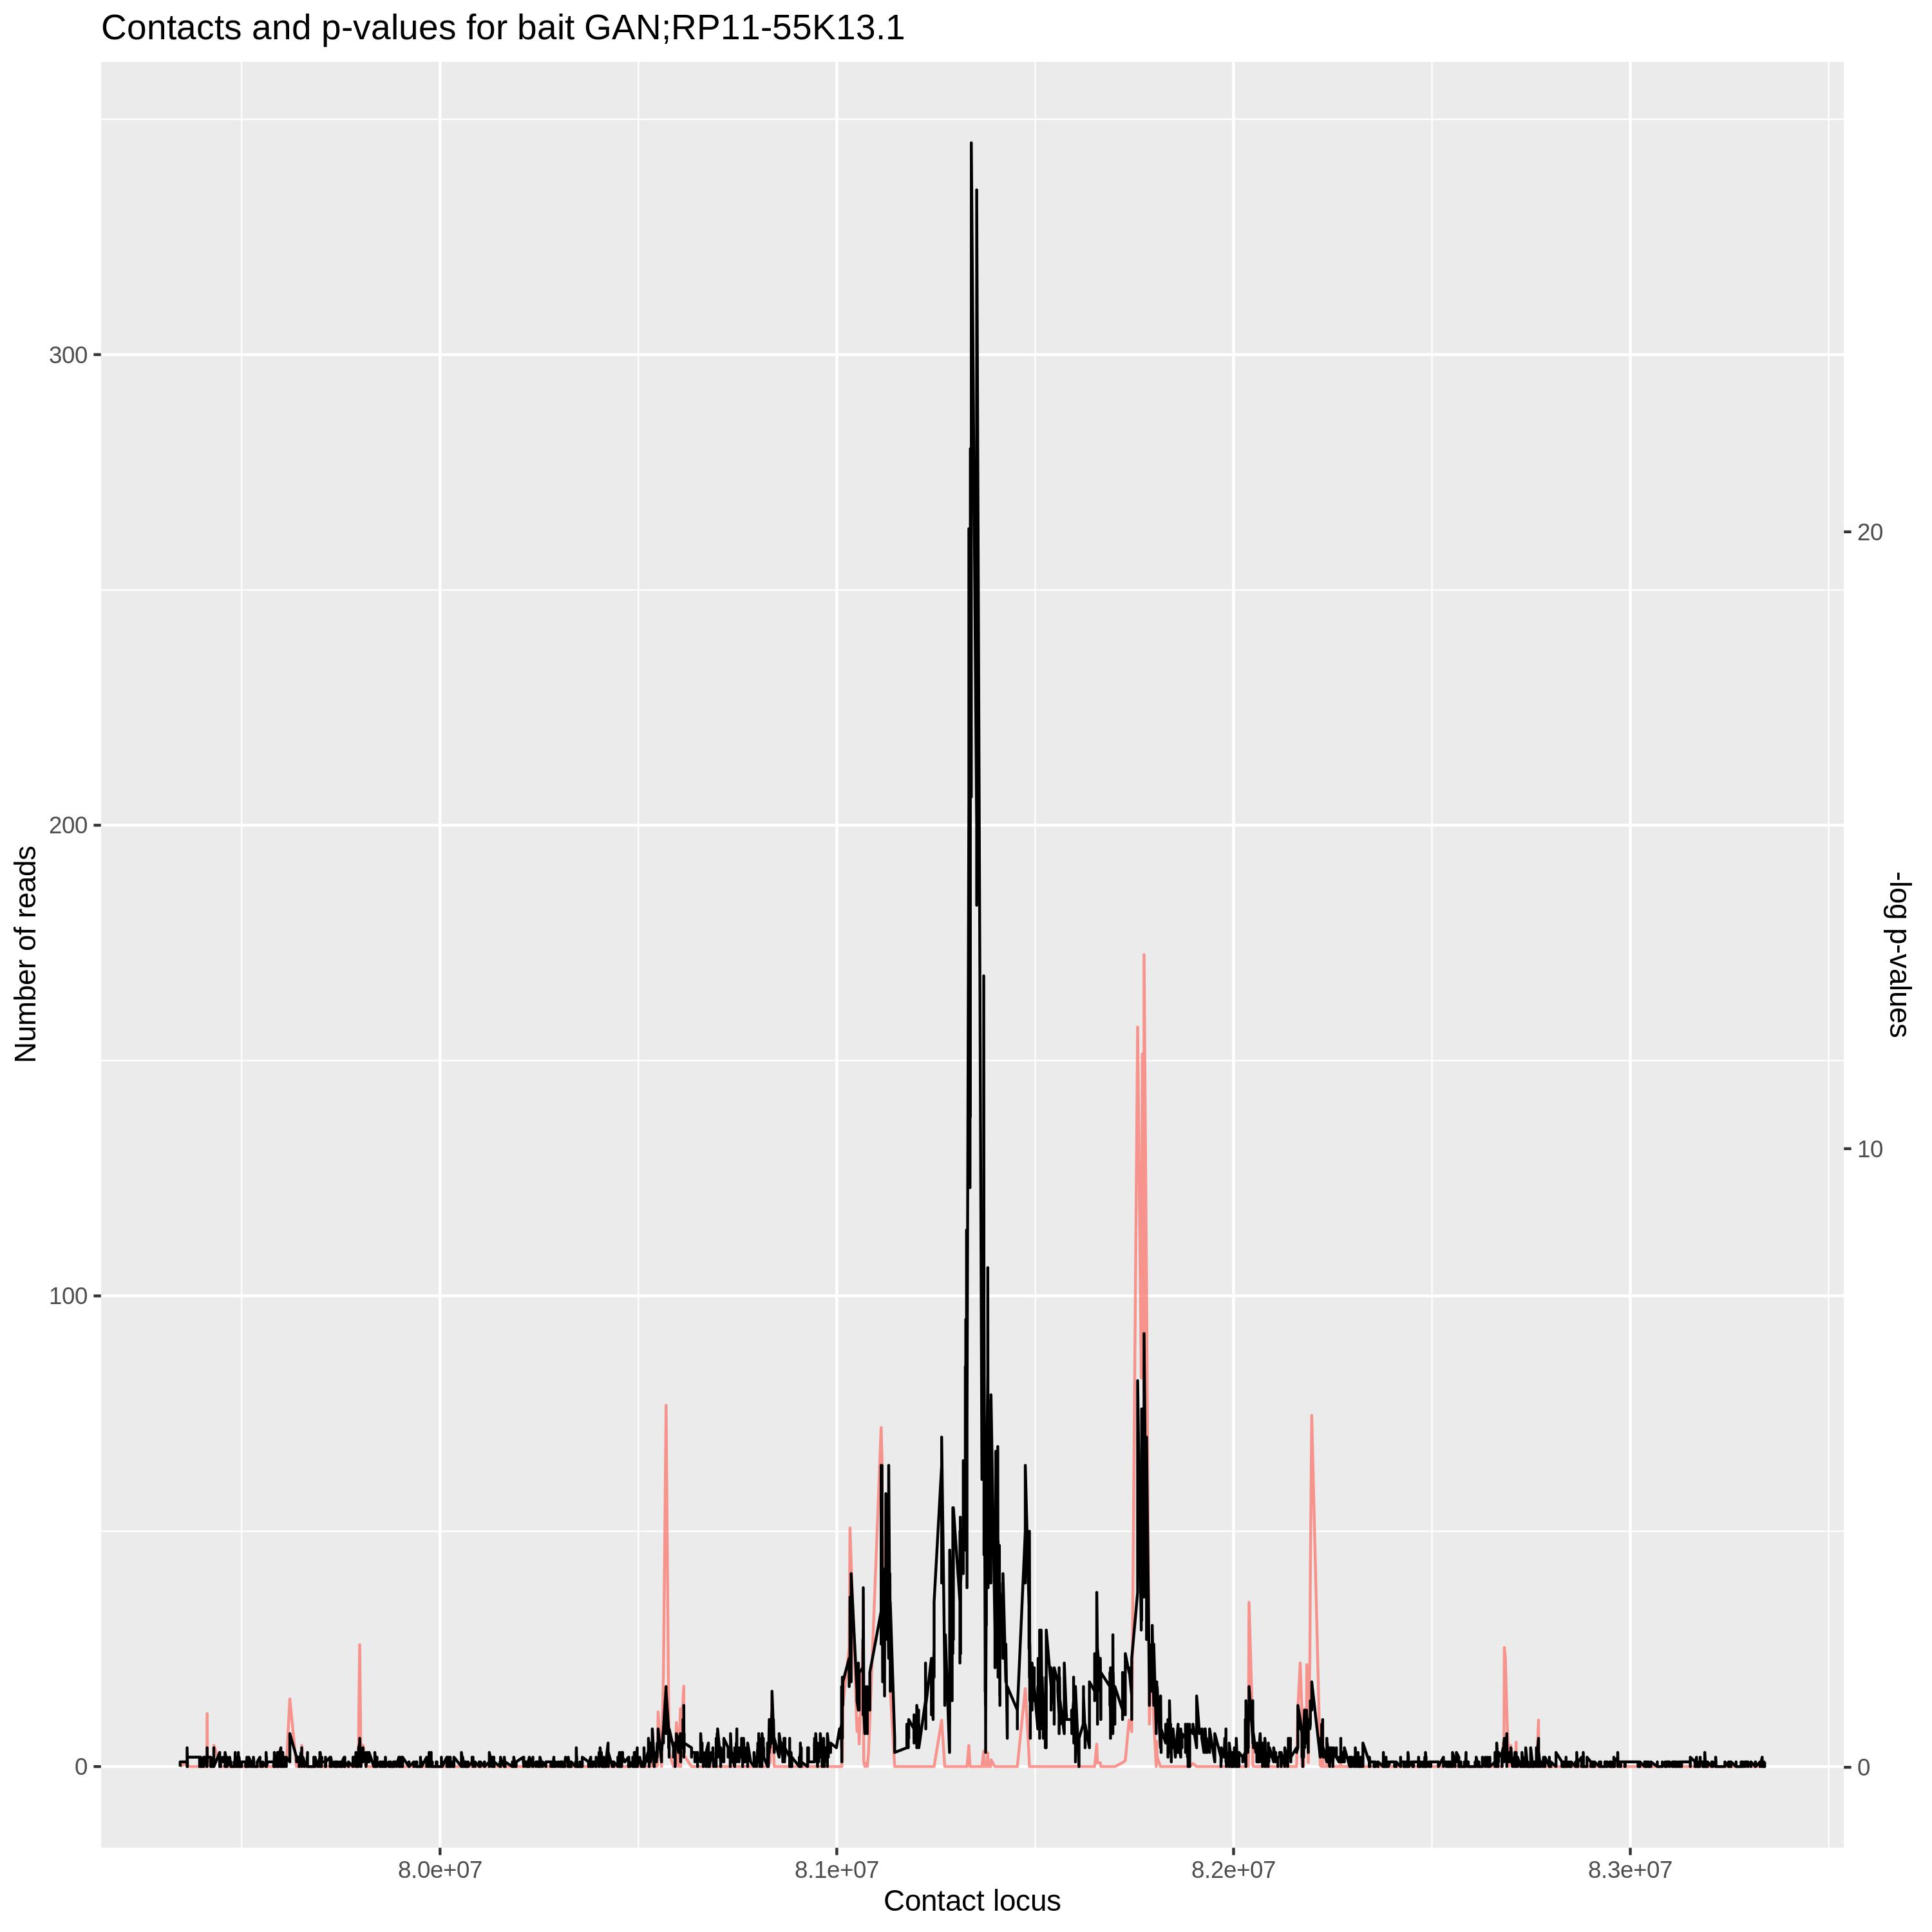 Contacts and p-values for bait GAN;RP11-55K13.1
300
200
100
0
Number of reads
20
10
0
-log p-values
8.0e+07
8.1e+07
8.2e+07
8.3e+07
Contact locus